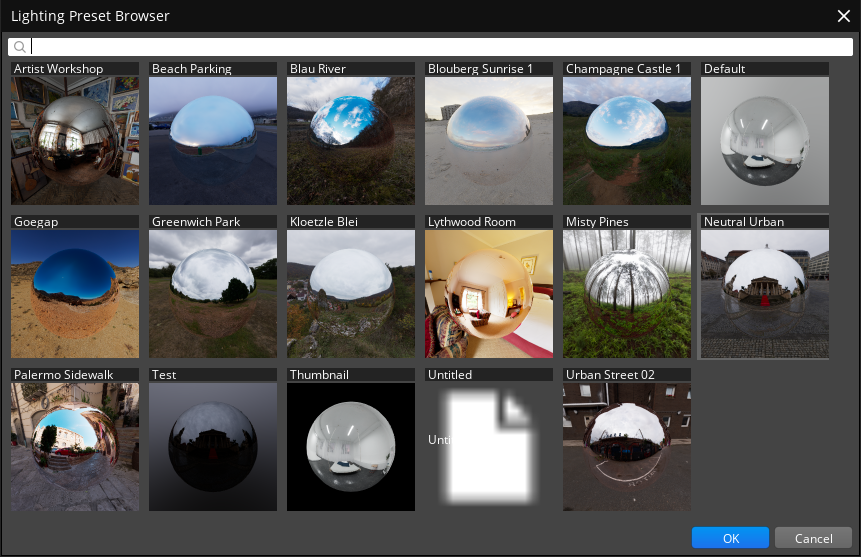 Lighting Preset Browser
Artist Workshop
Beach Parking
Blau River
Blouberg Sunrise 1
Champagne Castle 1
Default
Goegap
Greenwich Park
Kloetzle Blei
Lythwood Room
Misty Pines
Neutral Urban
Palermo Sidewalk
Test
Thumbnail
Untitled
Urban Street 02
Unti
OK
Cancel